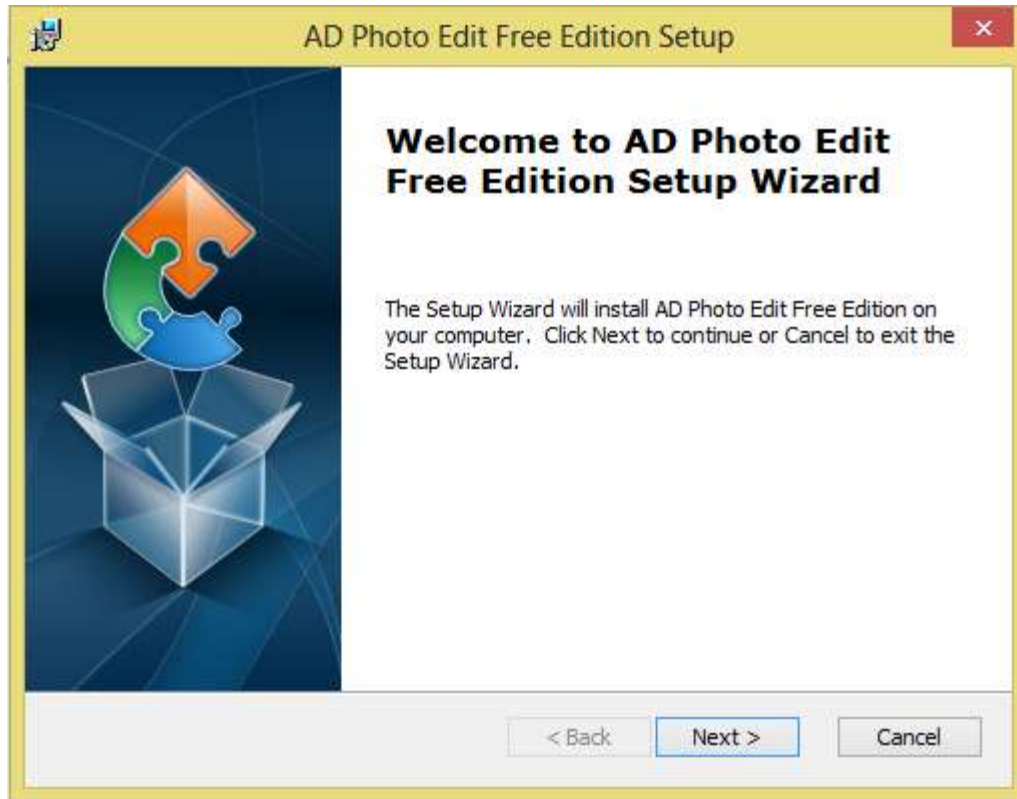 AD Photo Edit Free Edition Setup
Welcome to AD Photo Edit
Free Edition Setup Wizard
The Setup Wizard will install AD Photo Edit Free Edition on
your computer. Click Next to continue or Cancel to exit the
Setup Wizard.
< Back Next > Cancel